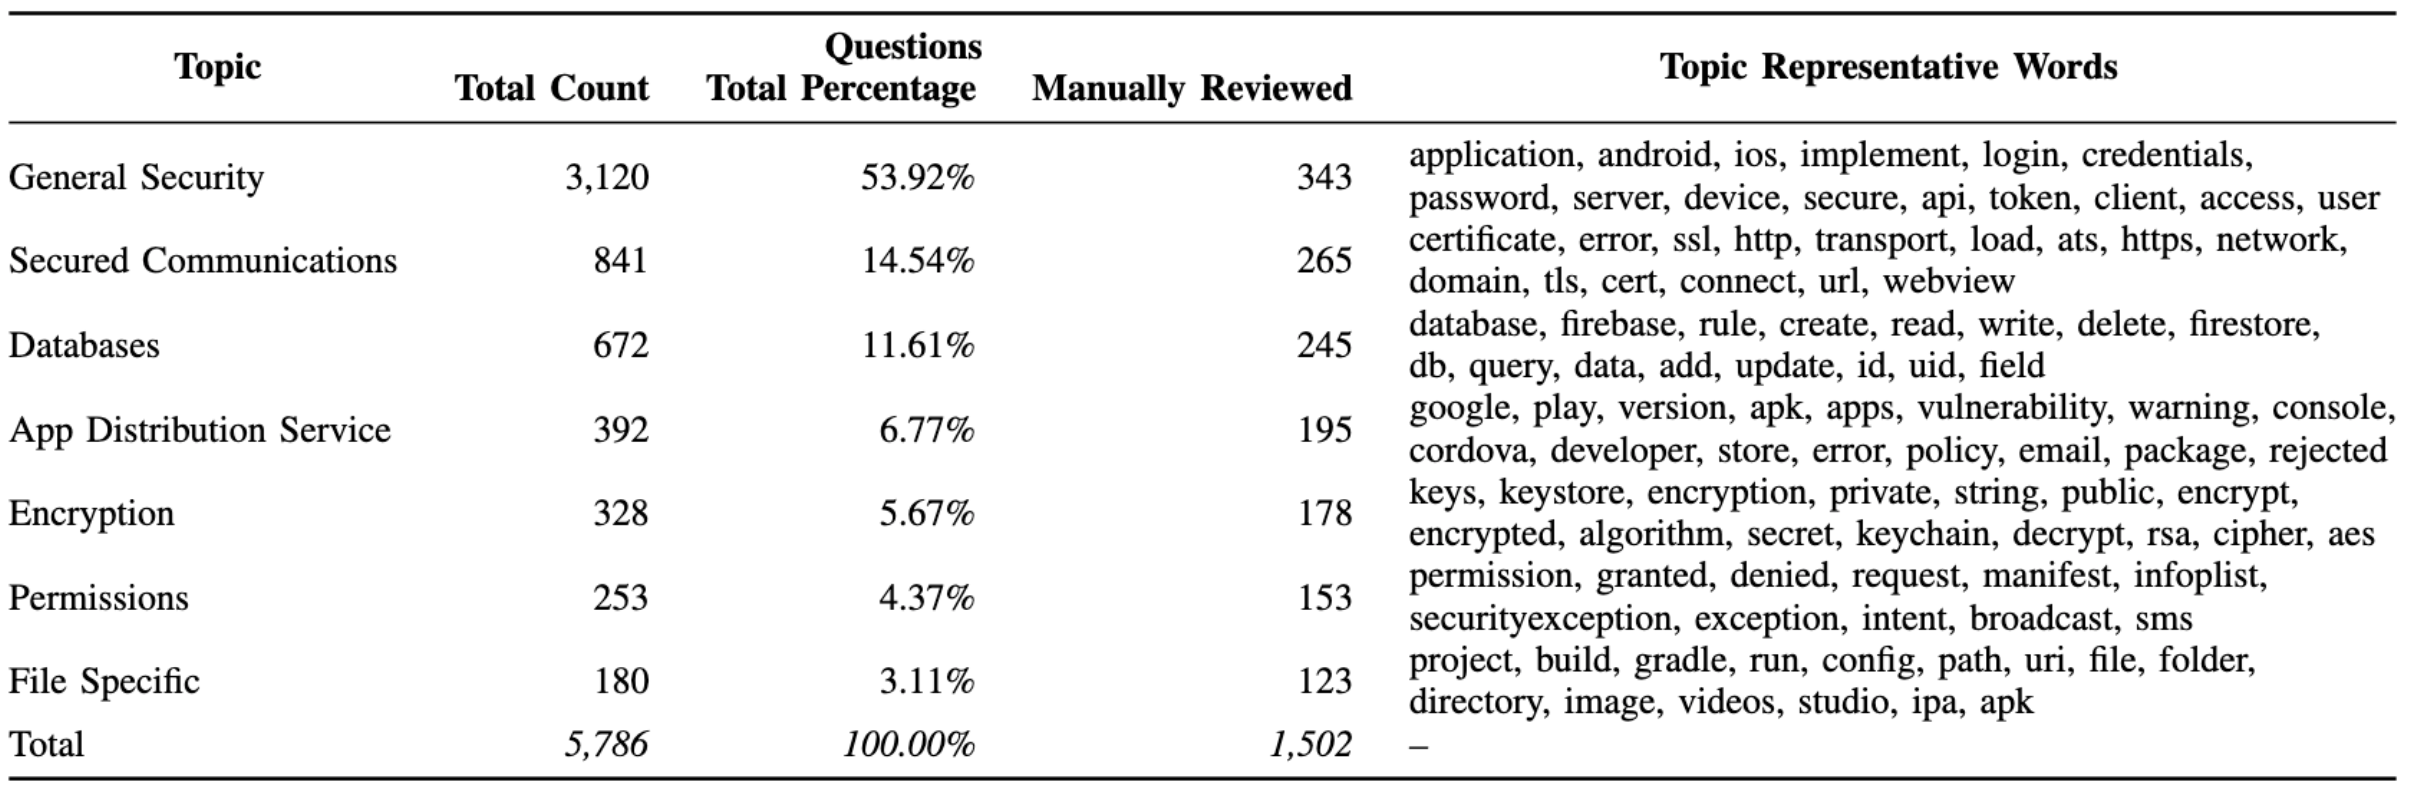 Topic Questions Topic Representative Words
Total Count Total Percentage Manually Reviewed
General Security 3,120 53.92% 343 application, android, ios, implement, login, credentials,
password, server, device, secure, api, token, client, access, user
Secured Communications 841 14.54% 265 certificate, error, ssl, http, transport, load, ats, https, network,
domain, tls, cert, connect, url, webview
Databases 672 11.61% 245 database, firebase, rule, create, read, write, delete, firestore,
db, query, data, add, update, id, uid, field
App Distribution Service 392 6.77% 195 google, play, version, apk, apps, vulnerability, warning, console,
cordova, developer, store, error, policy, email, package, rejected
Encryption 328 5.67% 178 keys, keystore, encryption, private, string, public, encrypt,
encrypted, algorithm, secret, keychain, decrypt, rsa, cipher, aes
Permissions 253 4.37% 153 permission, granted, denied, request, manifest, infoplist,
securityexception, exception, intent, broadcast, sms
File Specific 180 3.11% 123 project, build, gradle, run, config, path, uri, file, folder,
directory, image, videos, studio, ipa, apk
Total 5,786 100.00% 1,502 –